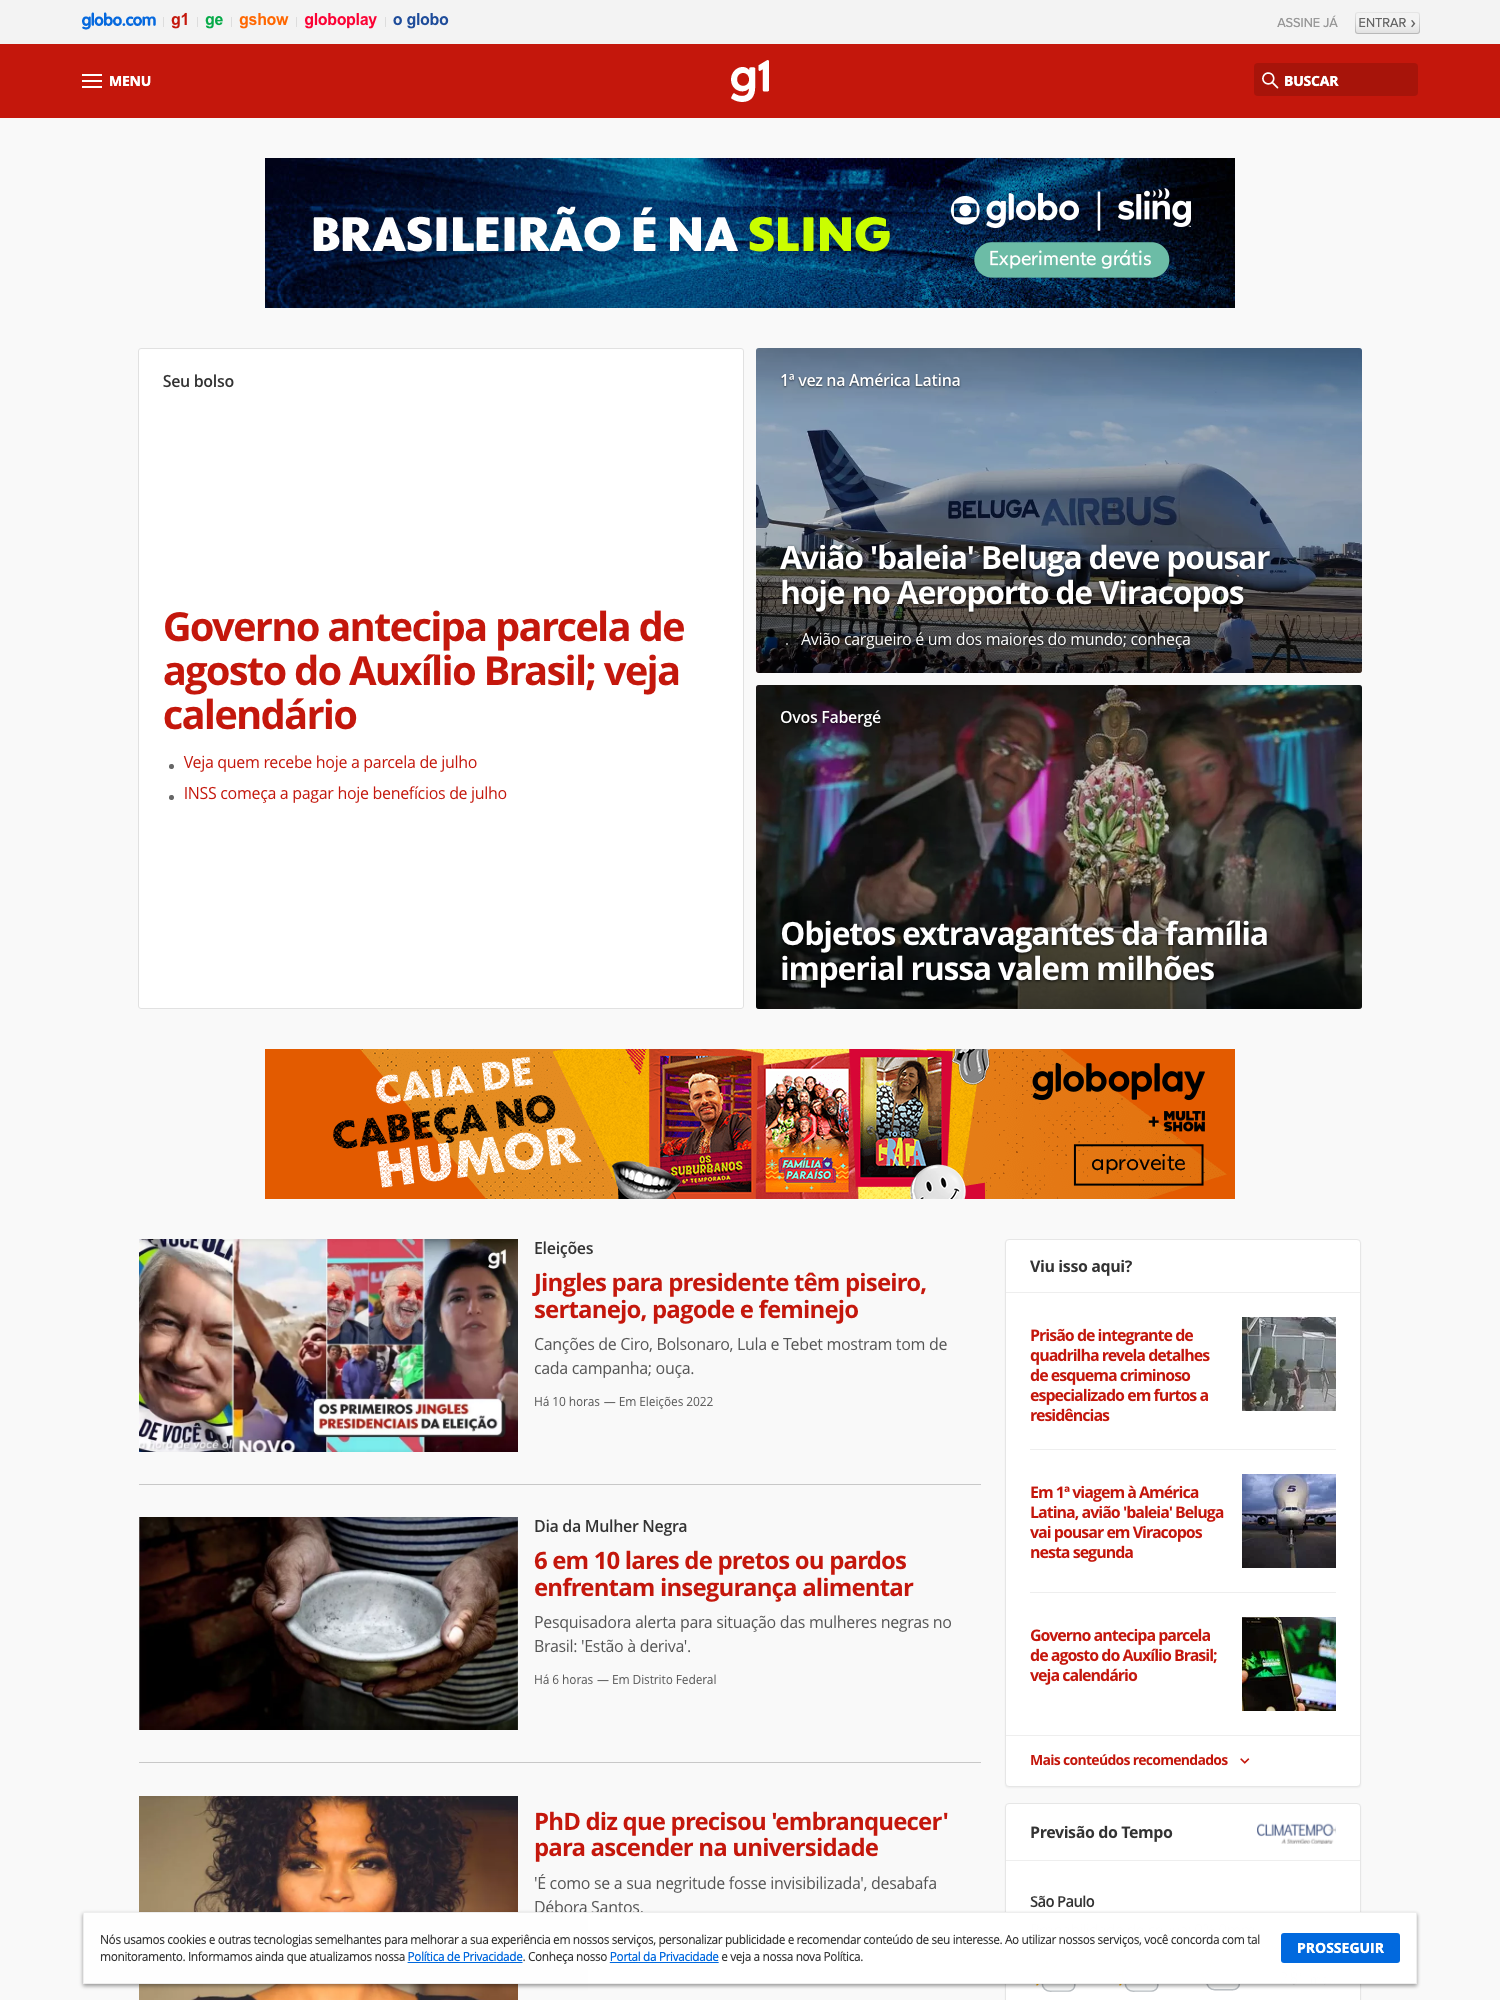 globo.com g1 ge gshow globoplay o globo
ASSINE JÁ ENTRAR ›
MENU
g1
BUSCAR
BRASILEIRÃO É NA SLING
globo | sling
Experimente grátis
Seu bolso
Governo antecipa parcela de
agosto do Auxílio Brasil; veja
calendário
Veja quem recebe hoje a parcela de julho
INSS começa a pagar hoje benefícios de julho
1ª vez na América Latina
BELUGA AIRBUS
Avião 'baleia' Beluga deve pousar
hoje no Aeroporto de Viracopos
Avião cargueiro é um dos maiores do mundo; conheça
Ovos Fabergé
Objetos extravagantes da família
imperial russa valem milhões
CAIA DE
CABEÇA NO
HUMOR
OS
SUBURBANOS
6ª TEMPORADA
FAMÍLIA
PARAÍSO
TÔ DE
GRAÇA
globoplay
+ MULTI
SHOW
aproveite
g1
DE VOCÊ
NOVO
OS PRIMEIROS JINGLES
PRESIDENCIAIS DA ELEIÇÃO
Eleições
Jingles para presidente têm piseiro,
sertanejo, pagode e feminejo
Canções de Ciro, Bolsonaro, Lula e Tebet mostram tom de
cada campanha; ouça.
Há 10 horas — Em Eleições 2022
Dia da Mulher Negra
6 em 10 lares de pretos ou pardos
enfrentam insegurança alimentar
Pesquisadora alerta para situação das mulheres negras no
Brasil: 'Estão à deriva'.
Há 6 horas — Em Distrito Federal
PhD diz que precisou 'embranquecer'
para ascender na universidade
'É como se a sua negritude fosse invisibilizada', desabafa
Débora Santos.
Viu isso aqui?
Prisão de integrante de
quadrilha revela detalhes
de esquema criminoso
especializado em furtos a
residências
Em 1ª viagem à América
Latina, avião 'baleia' Beluga
vai pousar em Viracopos
nesta segunda
5
Governo antecipa parcela
de agosto do Auxílio Brasil;
veja calendário
Mais conteúdos recomendados
Previsão do Tempo
CLIMATEMPO
A StormGeo Company
São Paulo
Nós usamos cookies e outras tecnologias semelhantes para melhorar a sua experiência em nossos serviços, personalizar publicidade e recomendar conteúdo de seu interesse. Ao utilizar nossos serviços, você concorda com tal
monitoramento. Informamos ainda que atualizamos nossa Política de Privacidade. Conheça nosso Portal da Privacidade e veja a nossa nova Política.
PROSSEGUIR